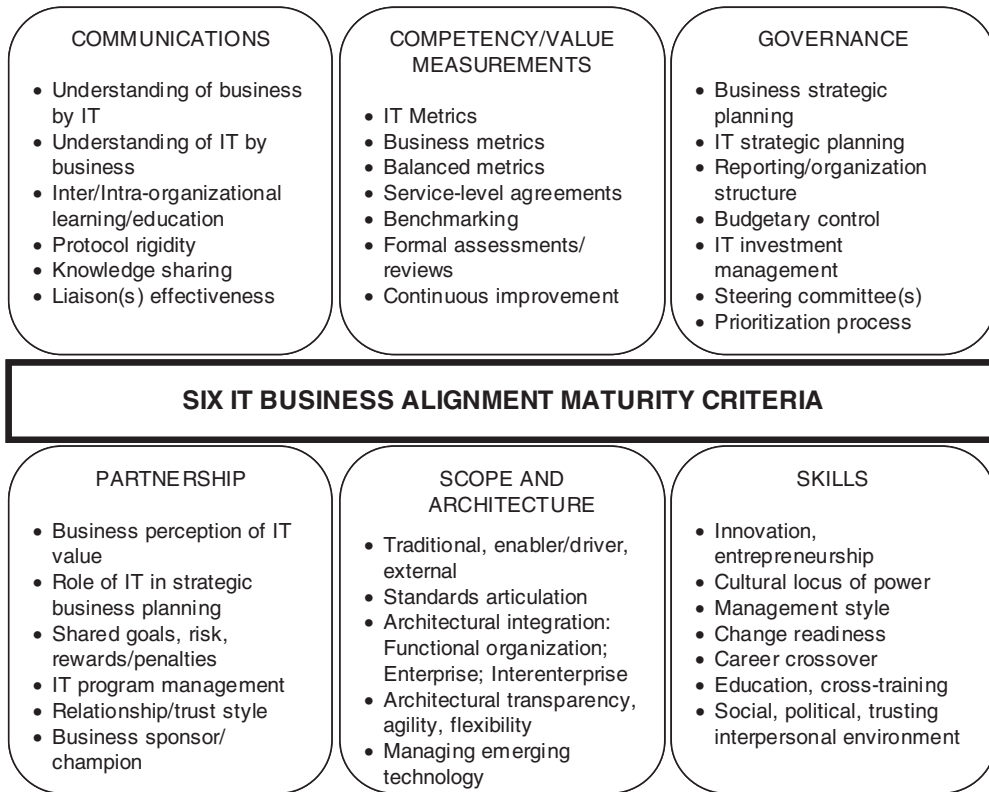 COMMUNICATIONS
• Understanding of business
by IT
• Understanding of IT by
business
• Inter/Intra-organizational
learning/education
• Protocol rigidity
• Knowledge sharing
• Liaison(s) effectiveness
COMPETENCY/VALUE
MEASUREMENTS
• IT Metrics
• Business metrics
• Balanced metrics
• Service-level agreements
• Benchmarking
• Formal assessments/
reviews
• Continuous improvement
GOVERNANCE
• Business strategic
planning
• IT strategic planning
• Reporting/organization
structure
• Budgetary control
• IT investment
management
• Steering committee(s)
• Prioritization process
SIX IT BUSINESS ALIGNMENT MATURITY CRITERIA
PARTNERSHIP
• Business perception of IT
value
• Role of IT in strategic
business planning
• Shared goals, risk,
rewards/penalties
• IT program management
• Relationship/trust style
• Business sponsor/
champion
SCOPE AND
ARCHITECTURE
• Traditional, enabler/driver,
external
• Standards articulation
• Architectural integration:
Functional organization;
Enterprise; Interenterprise
• Architectural transparency,
agility, flexibility
• Managing emerging
technology
SKILLS
• Innovation,
entrepreneurship
• Cultural locus of power
• Management style
• Change readiness
• Career crossover
• Education, cross-training
• Social, political, trusting
interpersonal environment